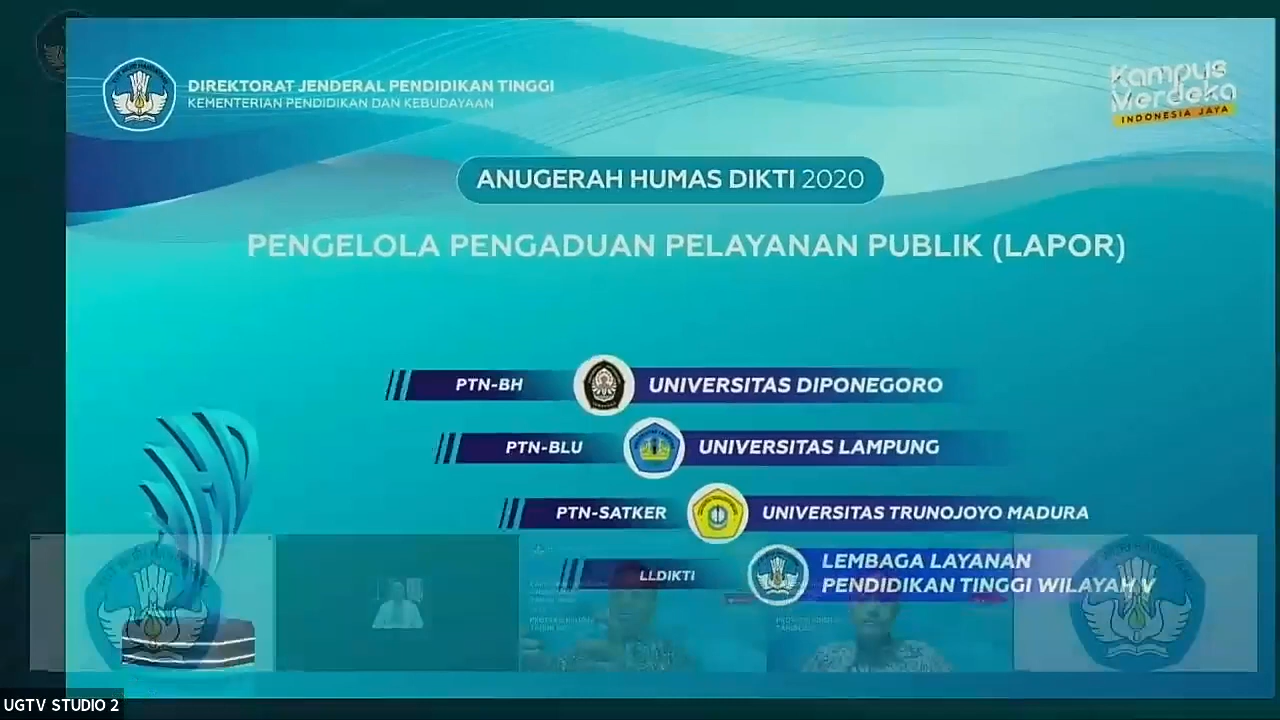 DIREKTORAT JENDERAL PENDIDIKAN TINGGI
KEMENTERIAN PENDIDIKAN DAN KEBUDAYAAN
Kampus
Merdeka
INDONESIA JAYA
ANUGERAH HUMAS DIKTI 2020
PENGELOLA PENGADUAN PELAYANAN PUBLIK (LAPOR)
PTN-BH UNIVERSITAS DIPONEGORO
PTN-BLU UNIVERSITAS LAMPUNG
PTN-SATKER UNIVERSITAS TRUNOJOYO MADURA
LLDIKTI LEMBAGA LAYANAN
PENDIDIKAN TINGGI WILAYAH V
UGTV STUDIO 2